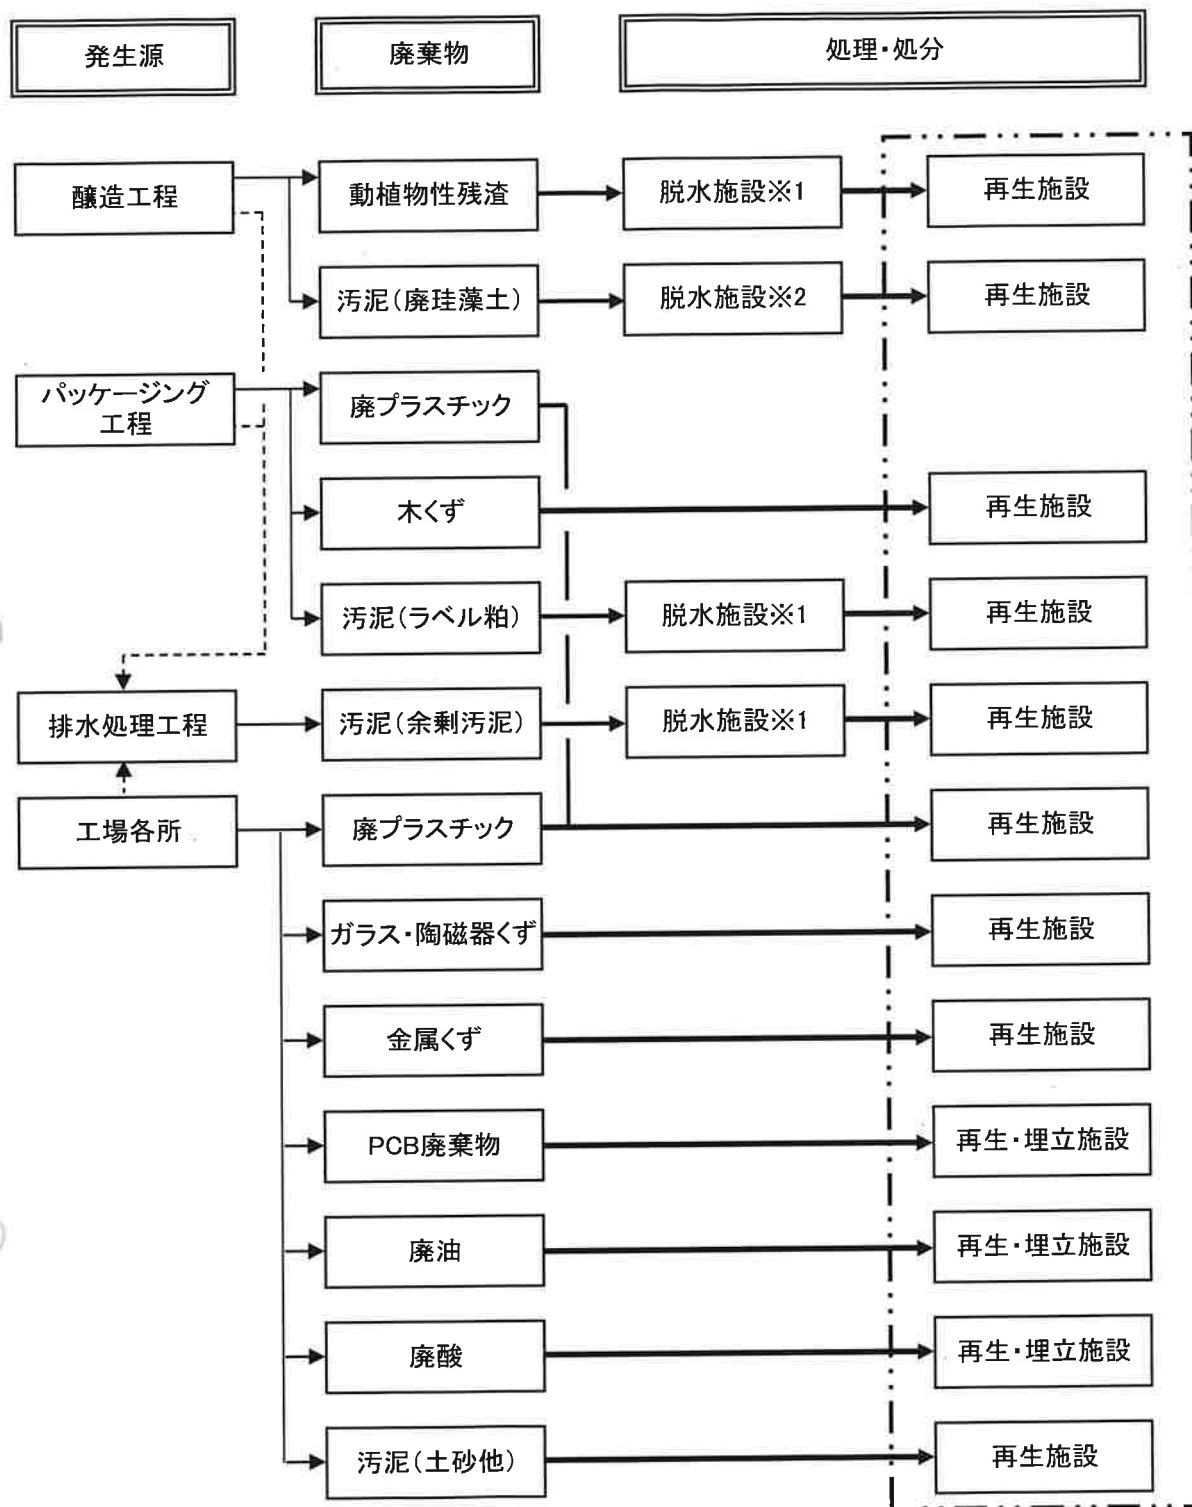 発生源
廃棄物
処理・処分
醸造工程
動植物性残渣
脱水施設※1
再生施設
汚泥(廃珪藻土)
脱水施設※2
再生施設
パッケージング
工程
廃プラスチック
木くず
再生施設
汚泥(ラベル粕)
脱水施設※1
再生施設
排水処理工程
汚泥(余剰汚泥)
脱水施設※1
再生施設
工場各所
廃プラスチック
再生施設
ガラス・陶磁器くず
再生施設
金属くず
再生施設
PCB廃棄物
再生・埋立施設
廃油
再生・埋立施設
廃酸
再生・埋立施設
汚泥(土砂他)
再生施設